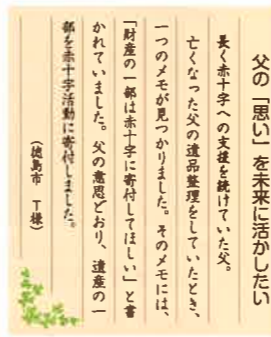 父の「思い」を未来に活かしたい
長く赤十字への支援を続けていた父。
亡くなった父の遺品整理をしていたとき、
一つのメモが見つかりました。そのメモには、
「財産の一部は赤十字に寄付してほしい」と書
かれていました。父の意思どおり、遺産の一
部を赤十字活動に寄付しました。
（徳島市　T様）